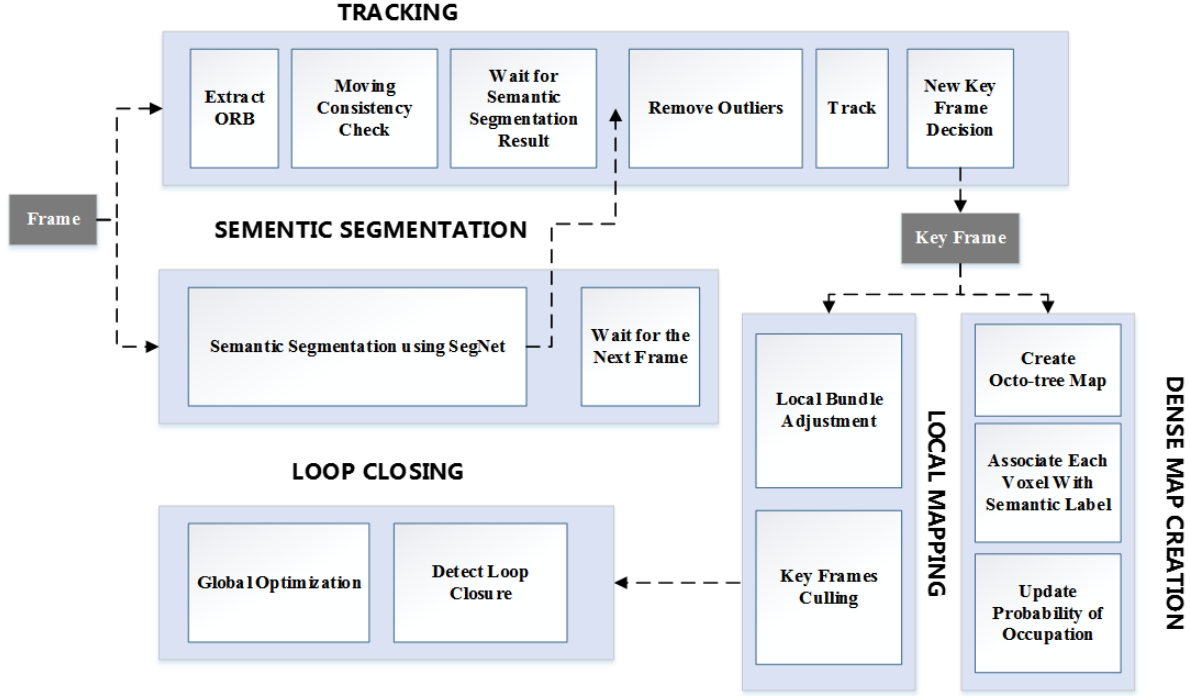 TRACKING
Extract
ORB
Moving
Consistency
Check
Wait for
Semantic
Segmentation
Result
Remove Outliers
Track
New Key
Frame
Decision
Frame
SEMENTIC SEGMENTATION
Key Frame
Semantic Segmentation using SegNet
Wait for the
Next Frame
Local Bundle
Adjustment
Key Frames
Culling
LOCAL MAPPING
Create
Octo-tree Map
Associate Each
Voxel With
Semantic Label
Update
Probability of
Occupation
DENSE MAP CREATION
LOOP CLOSING
Global Optimization
Detect Loop
Closure